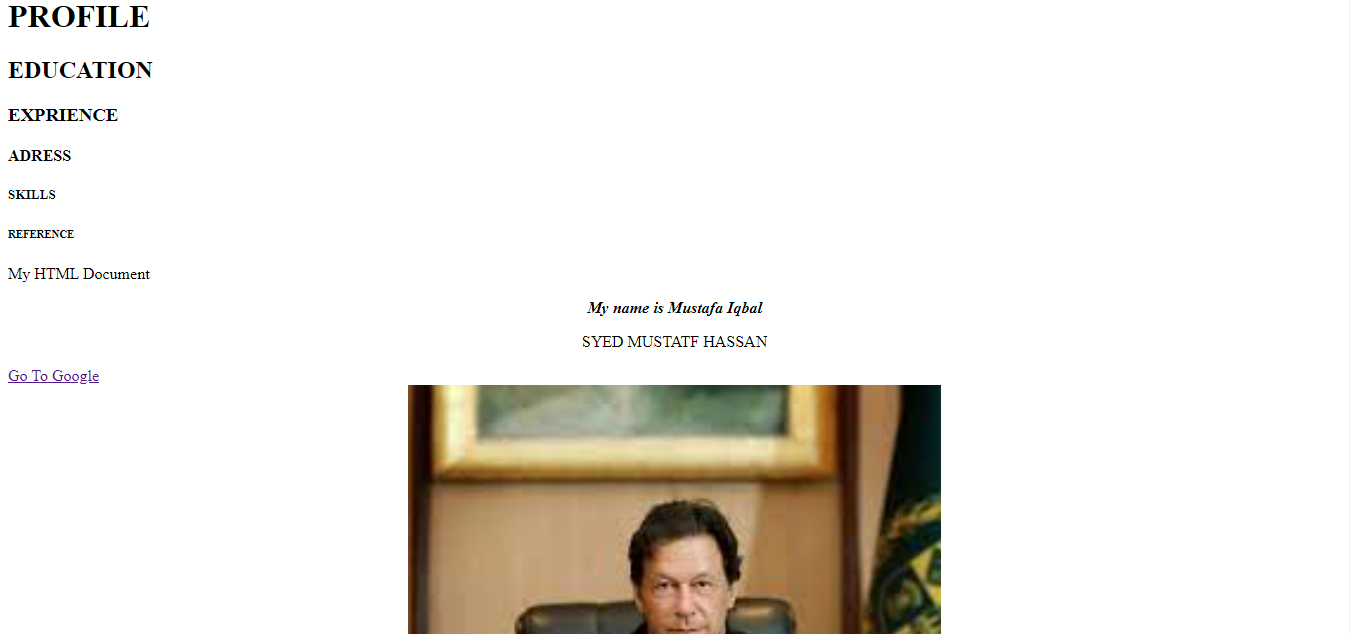 PROFILE
EDUCATION
EXPRIENCE
ADRESS
SKILLS
REFERENCE
My HTML Document
My name is Mustafa Iqbal
SYED MUSTATF HASSAN
Go To Google